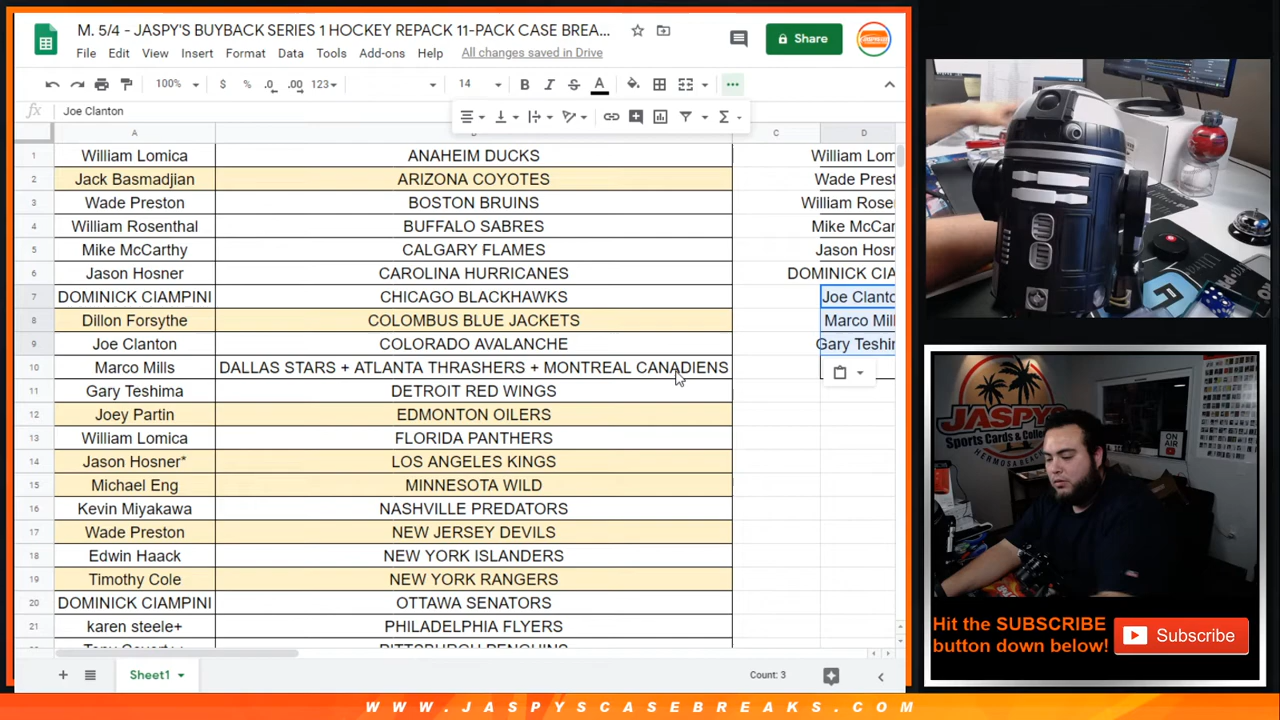 M. 5/4 - JASPY'S BUYBACK SERIES 1 HOCKEY REPACK 11-PACK CASE BREA...
File Edit View Insert Format Data Tools Add-ons Help All changes saved in Drive
Share
100% $ % .0 .00 123 14 B I S A
fx Joe Clanton
A C D
1 William Lomica ANAHEIM DUCKS William Lom
2 Jack Basmadjian ARIZONA COYOTES Wade Prest
3 Wade Preston BOSTON BRUINS William Rose
4 William Rosenthal BUFFALO SABRES Mike McCar
5 Mike McCarthy CALGARY FLAMES Jason Hosn
6 Jason Hosner CAROLINA HURRICANES DOMINICK CIA
7 DOMINICK CIAMPINI CHICAGO BLACKHAWKS Joe Clanto
8 Dillon Forsythe COLOMBUS BLUE JACKETS Marco Mill
9 Joe Clanton COLORADO AVALANCHE Gary Teshi
10 Marco Mills DALLAS STARS + ATLANTA THRASHERS + MONTREAL CANADIENS
11 Gary Teshima DETROIT RED WINGS
12 Joey Partin EDMONTON OILERS
13 William Lomica FLORIDA PANTHERS
14 Jason Hosner* LOS ANGELES KINGS
15 Michael Eng MINNESOTA WILD
16 Kevin Miyakawa NASHVILLE PREDATORS
17 Wade Preston NEW JERSEY DEVILS
18 Edwin Haack NEW YORK ISLANDERS
19 Timothy Cole NEW YORK RANGERS
20 DOMINICK CIAMPINI OTTAWA SENATORS
21 karen steele+ PHILADELPHIA FLYERS
PITTSBURGH PENGUINS
Sheet1 Count: 3
JASPY'S
Sports Cards & Colle
HERMOSA BEACH
ON AIR
Hit the SUBSCRIBE
button down below!
Subscribe
WWW.JASPYSCASEBREAKS.COM